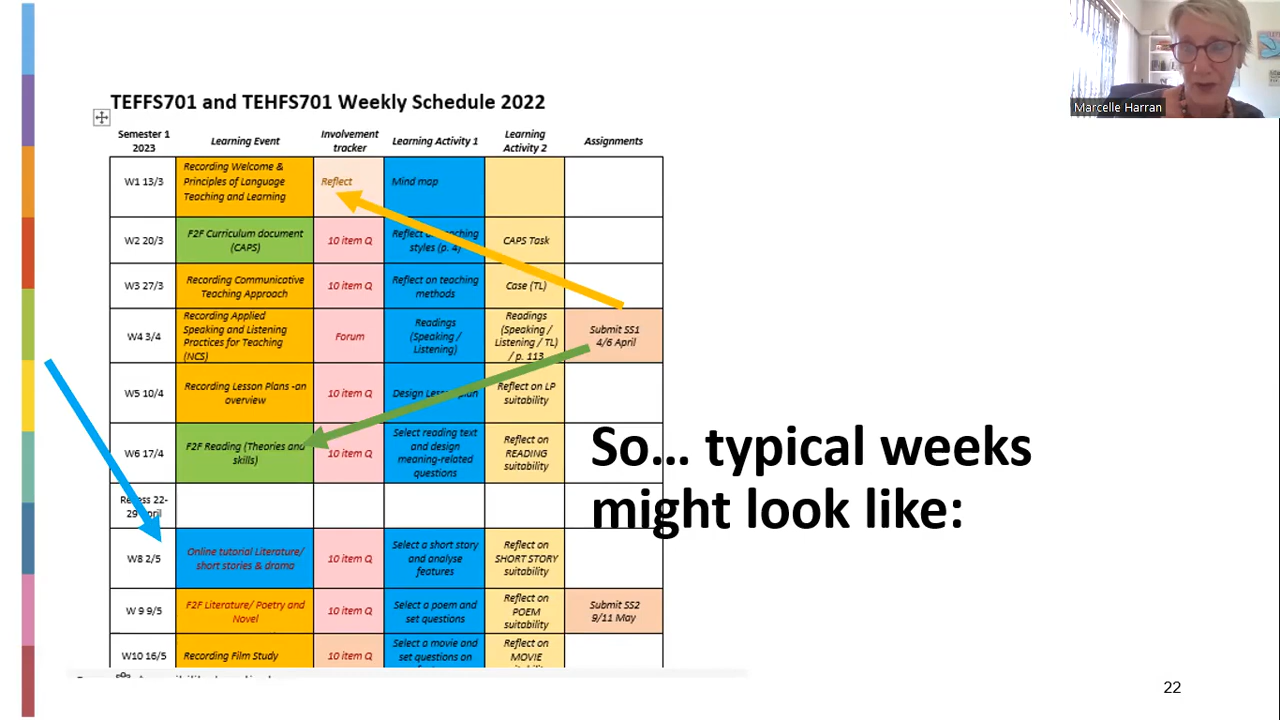 Marcelle Harran
TEFFS701 and TEHFS701 Weekly Schedule 2022
Semester 1
2023
Learning Event
Involvement
tracker
Learning Activity 1
Learning
Activity 2
Assignments
W1 13/3
Recording Welcome &
Principles of Language
Teaching and Learning
Reflect
Mind map
W2 20/3
F2F Curriculum document
(CAPS)
10 item Q
Reflect on teaching
styles (p. 4)
CAPS Task
W3 27/3
Recording Communicative
Teaching Approach
10 item Q
Reflect on teaching
methods
Case (TL)
W4 3/4
Recording Applied
Speaking and Listening
Practices for Teaching
(NCS)
Forum
Readings
(Speaking /
Listening)
Readings
(Speaking /
Listening / TL)
/ p. 113
Submit SS1
4/6 April
W5 10/4
Recording Lesson Plans -an
overview
10 item Q
Design Lesson plan
Reflect on LP
suitability
W6 17/4
F2F Reading (Theories and
skills)
10 item Q
Select reading text
and design
meaning-related
questions
Reflect on
READING
suitability
Recess 22-
29 April
W8 2/5
Online tutorial Literature/
short stories & drama
10 item Q
Select a short story
and analyse
features
Reflect on
SHORT STORY
suitability
W 9 9/5
F2F Literature/ Poetry and
Novel
10 item Q
Select a poem and
set questions
Reflect on
POEM
suitability
Submit SS2
9/11 May
W10 16/5
Recording Film Study
10 item Q
Select a movie and
set questions on
Reflect on
MOVIE
So... typical weeks
might look like:
22